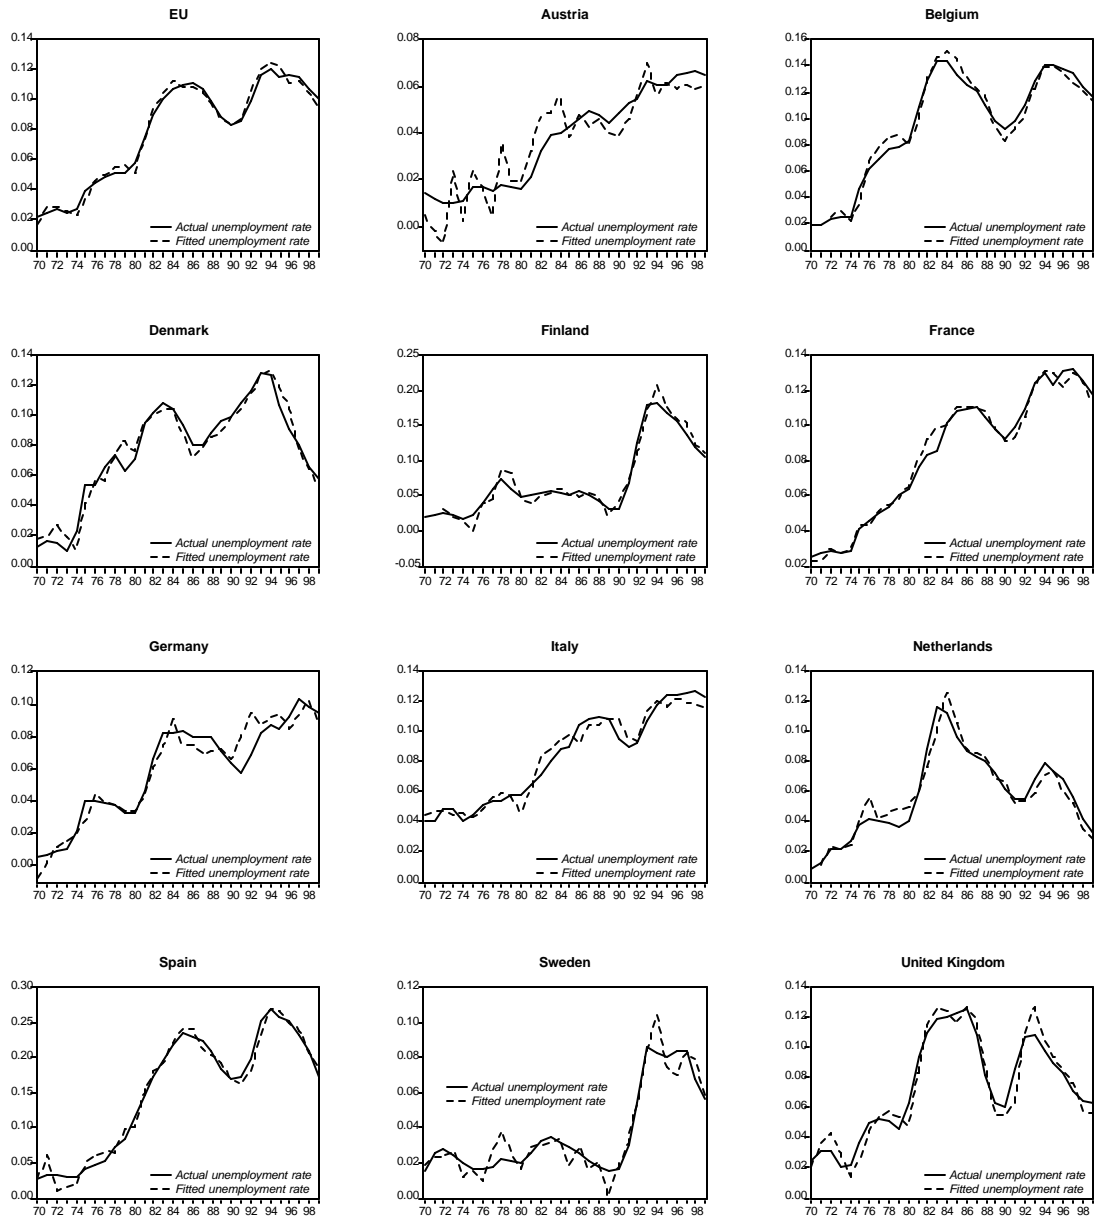 EU
0.14
0.12
0.10
0.08
0.06
0.04
0.02
0.00
Actual unemployment rate
Fitted unemployment rate
70 72 74 76 78 80 82 84 86 88 90 92 94 96 98
Austria
0.08
0.06
0.04
0.02
0.00
Actual unemployment rate
Fitted unemployment rate
70 72 74 76 78 80 82 84 86 88 90 92 94 96 98
Belgium
0.16
0.14
0.12
0.10
0.08
0.06
0.04
0.02
0.00
Actual unemployment rate
Fitted unemployment rate
70 72 74 76 78 80 82 84 86 88 90 92 94 96 98
Denmark
0.14
0.12
0.10
0.08
0.06
0.04
0.02
0.00
Actual unemployment rate
Fitted unemployment rate
70 72 74 76 78 80 82 84 86 88 90 92 94 96 98
Finland
0.25
0.20
0.15
0.10
0.05
0.00
-0.05
Actual unemployment rate
Fitted unemployment rate
70 72 74 76 78 80 82 84 86 88 90 92 94 96 98
France
0.14
0.12
0.10
0.08
0.06
0.04
0.02
Actual unemployment rate
Fitted unemployment rate
70 72 74 76 78 80 82 84 86 88 90 92 94 96 98
Germany
0.12
0.10
0.08
0.06
0.04
0.02
0.00
Actual unemployment rate
Fitted unemployment rate
70 72 74 76 78 80 82 84 86 88 90 92 94 96 98
Italy
0.14
0.12
0.10
0.08
0.06
0.04
0.02
0.00
Actual unemployment rate
Fitted unemployment rate
70 72 74 76 78 80 82 84 86 88 90 92 94 96 98
Netherlands
0.14
0.12
0.10
0.08
0.06
0.04
0.02
0.00
Actual unemployment rate
Fitted unemployment rate
70 72 74 76 78 80 82 84 86 88 90 92 94 96 98
Spain
0.30
0.25
0.20
0.15
0.10
0.05
0.00
Actual unemployment rate
Fitted unemployment rate
70 72 74 76 78 80 82 84 86 88 90 92 94 96 98
Sweden
0.12
0.10
0.08
0.06
0.04
0.02
0.00
Actual unemployment rate
Fitted unemployment rate
70 72 74 76 78 80 82 84 86 88 90 92 94 96 98
United Kingdom
0.14
0.12
0.10
0.08
0.06
0.04
0.02
0.00
Actual unemployment rate
Fitted unemployment rate
70 72 74 76 78 80 82 84 86 88 90 92 94 96 98